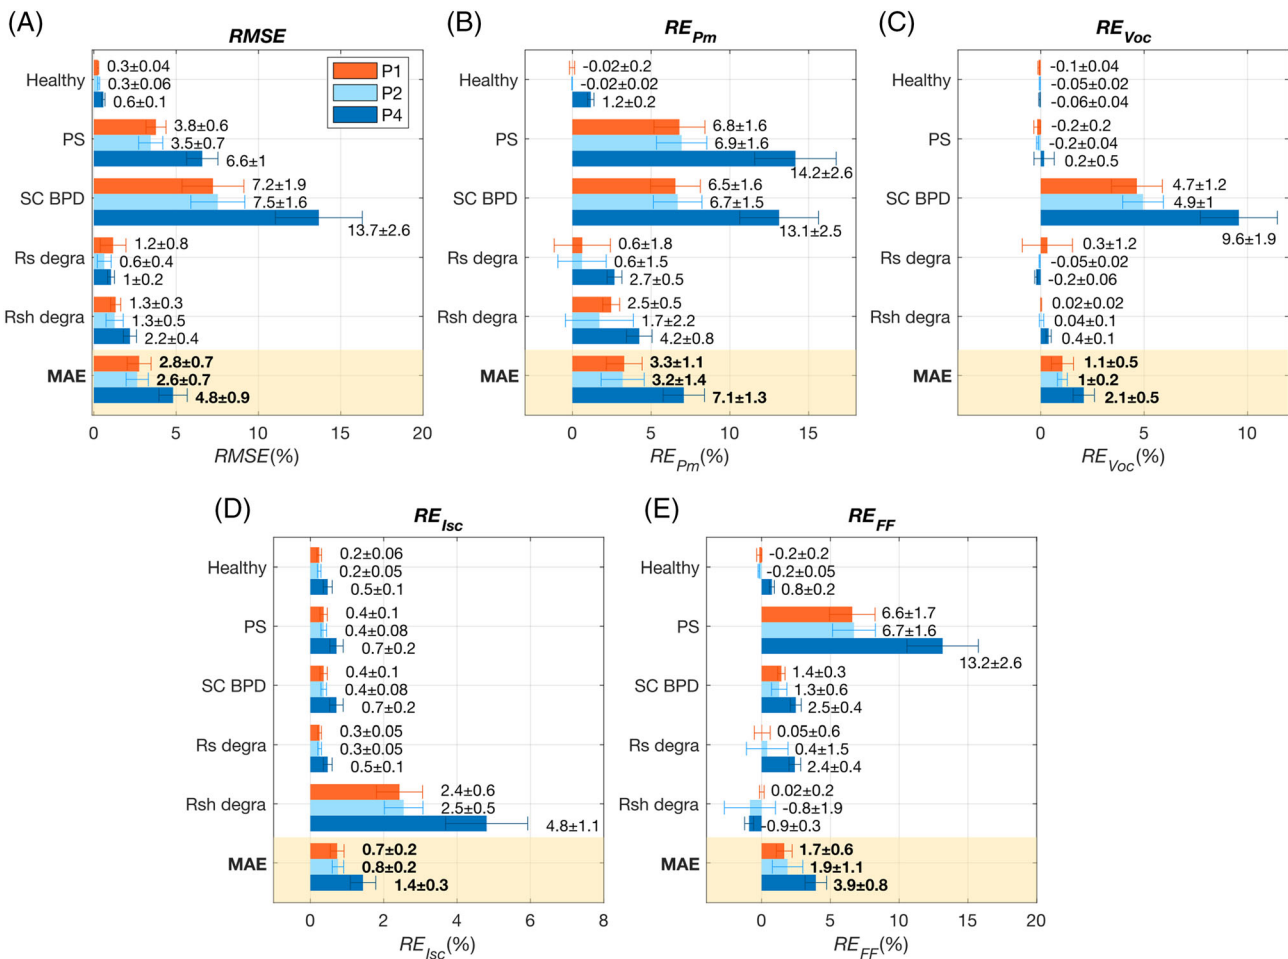 (A)
RMSE
Healthy
0.3±0.04
0.3±0.06
0.6±0.1
P1
P2
P4
PS
3.8±0.6
3.5±0.7
6.6±1
SC BPD
7.2±1.9
7.5±1.6
13.7±2.6
Rs degra
1.2±0.8
0.6±0.4
1±0.2
Rsh degra
1.3±0.3
1.3±0.5
2.2±0.4
MAE
2.8±0.7
2.6±0.7
4.8±0.9
0 5 10 15 20
RMSE(%)
(B)
RE_Pm
Healthy
-0.02±0.2
-0.02±0.02
1.2±0.2
PS
6.8±1.6
6.9±1.6
14.2±2.6
SC BPD
6.5±1.6
6.7±1.5
13.1±2.5
Rs degra
0.6±1.8
0.6±1.5
2.7±0.5
Rsh degra
2.5±0.5
1.7±2.2
4.2±0.8
MAE
3.3±1.1
3.2±1.4
7.1±1.3
0 5 10 15
RE_Pm(%)
(C)
RE_Voc
Healthy
-0.1±0.04
-0.05±0.02
-0.06±0.04
PS
-0.2±0.2
-0.2±0.04
0.2±0.5
SC BPD
4.7±1.2
4.9±1
9.6±1.9
Rs degra
0.3±1.2
-0.05±0.02
-0.2±0.06
Rsh degra
0.02±0.02
0.04±0.1
0.4±0.1
MAE
1.1±0.5
1±0.2
2.1±0.5
0 5 10
RE_Voc(%)
(D)
RE_Isc
Healthy
0.2±0.06
0.2±0.05
0.5±0.1
PS
0.4±0.1
0.4±0.08
0.7±0.2
SC BPD
0.4±0.1
0.4±0.08
0.7±0.2
Rs degra
0.3±0.05
0.3±0.05
0.5±0.1
Rsh degra
2.4±0.6
2.5±0.5
4.8±1.1
MAE
0.7±0.2
0.8±0.2
1.4±0.3
0 2 4 6 8
RE_Isc(%)
(E)
RE_FF
Healthy
-0.2±0.2
-0.2±0.05
0.8±0.2
PS
6.6±1.7
6.7±1.6
13.2±2.6
SC BPD
1.4±0.3
1.3±0.6
2.5±0.4
Rs degra
0.05±0.6
0.4±1.5
2.4±0.4
Rsh degra
0.02±0.2
-0.8±1.9
-0.9±0.3
MAE
1.7±0.6
1.9±1.1
3.9±0.8
0 5 10 15 20
RE_FF(%)